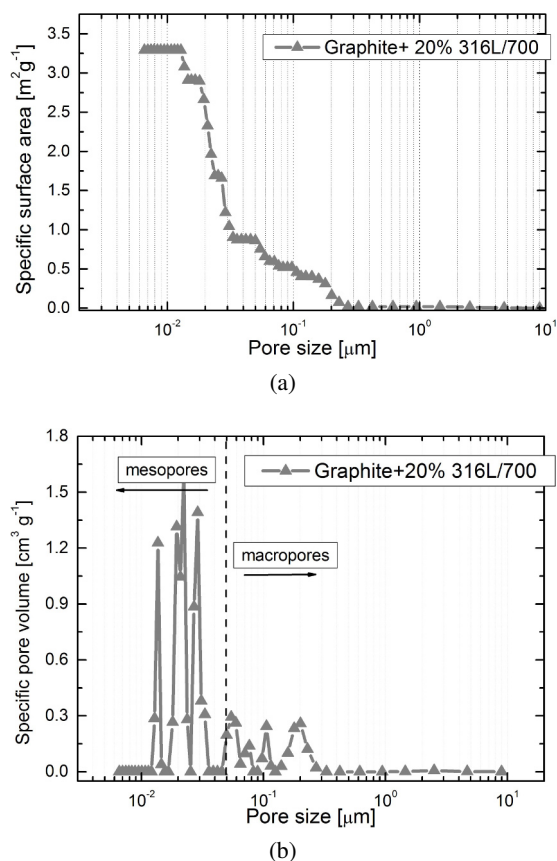 Graphite+ 20% 316L/700
Specific surface area [m²g⁻¹]
3.5
3.0
2.5
2.0
1.5
1.0
0.5
0.0
10⁻² 10⁻¹ 10⁰ 10¹
Pore size [μm]
(a)
Graphite+20% 316L/700
mesopores
macropores
Specific pore volume [cm³ g⁻¹]
1.8
1.5
1.2
0.9
0.6
0.3
0.0
10⁻² 10⁻¹ 10⁰ 10¹
Pore size [μm]
(b)